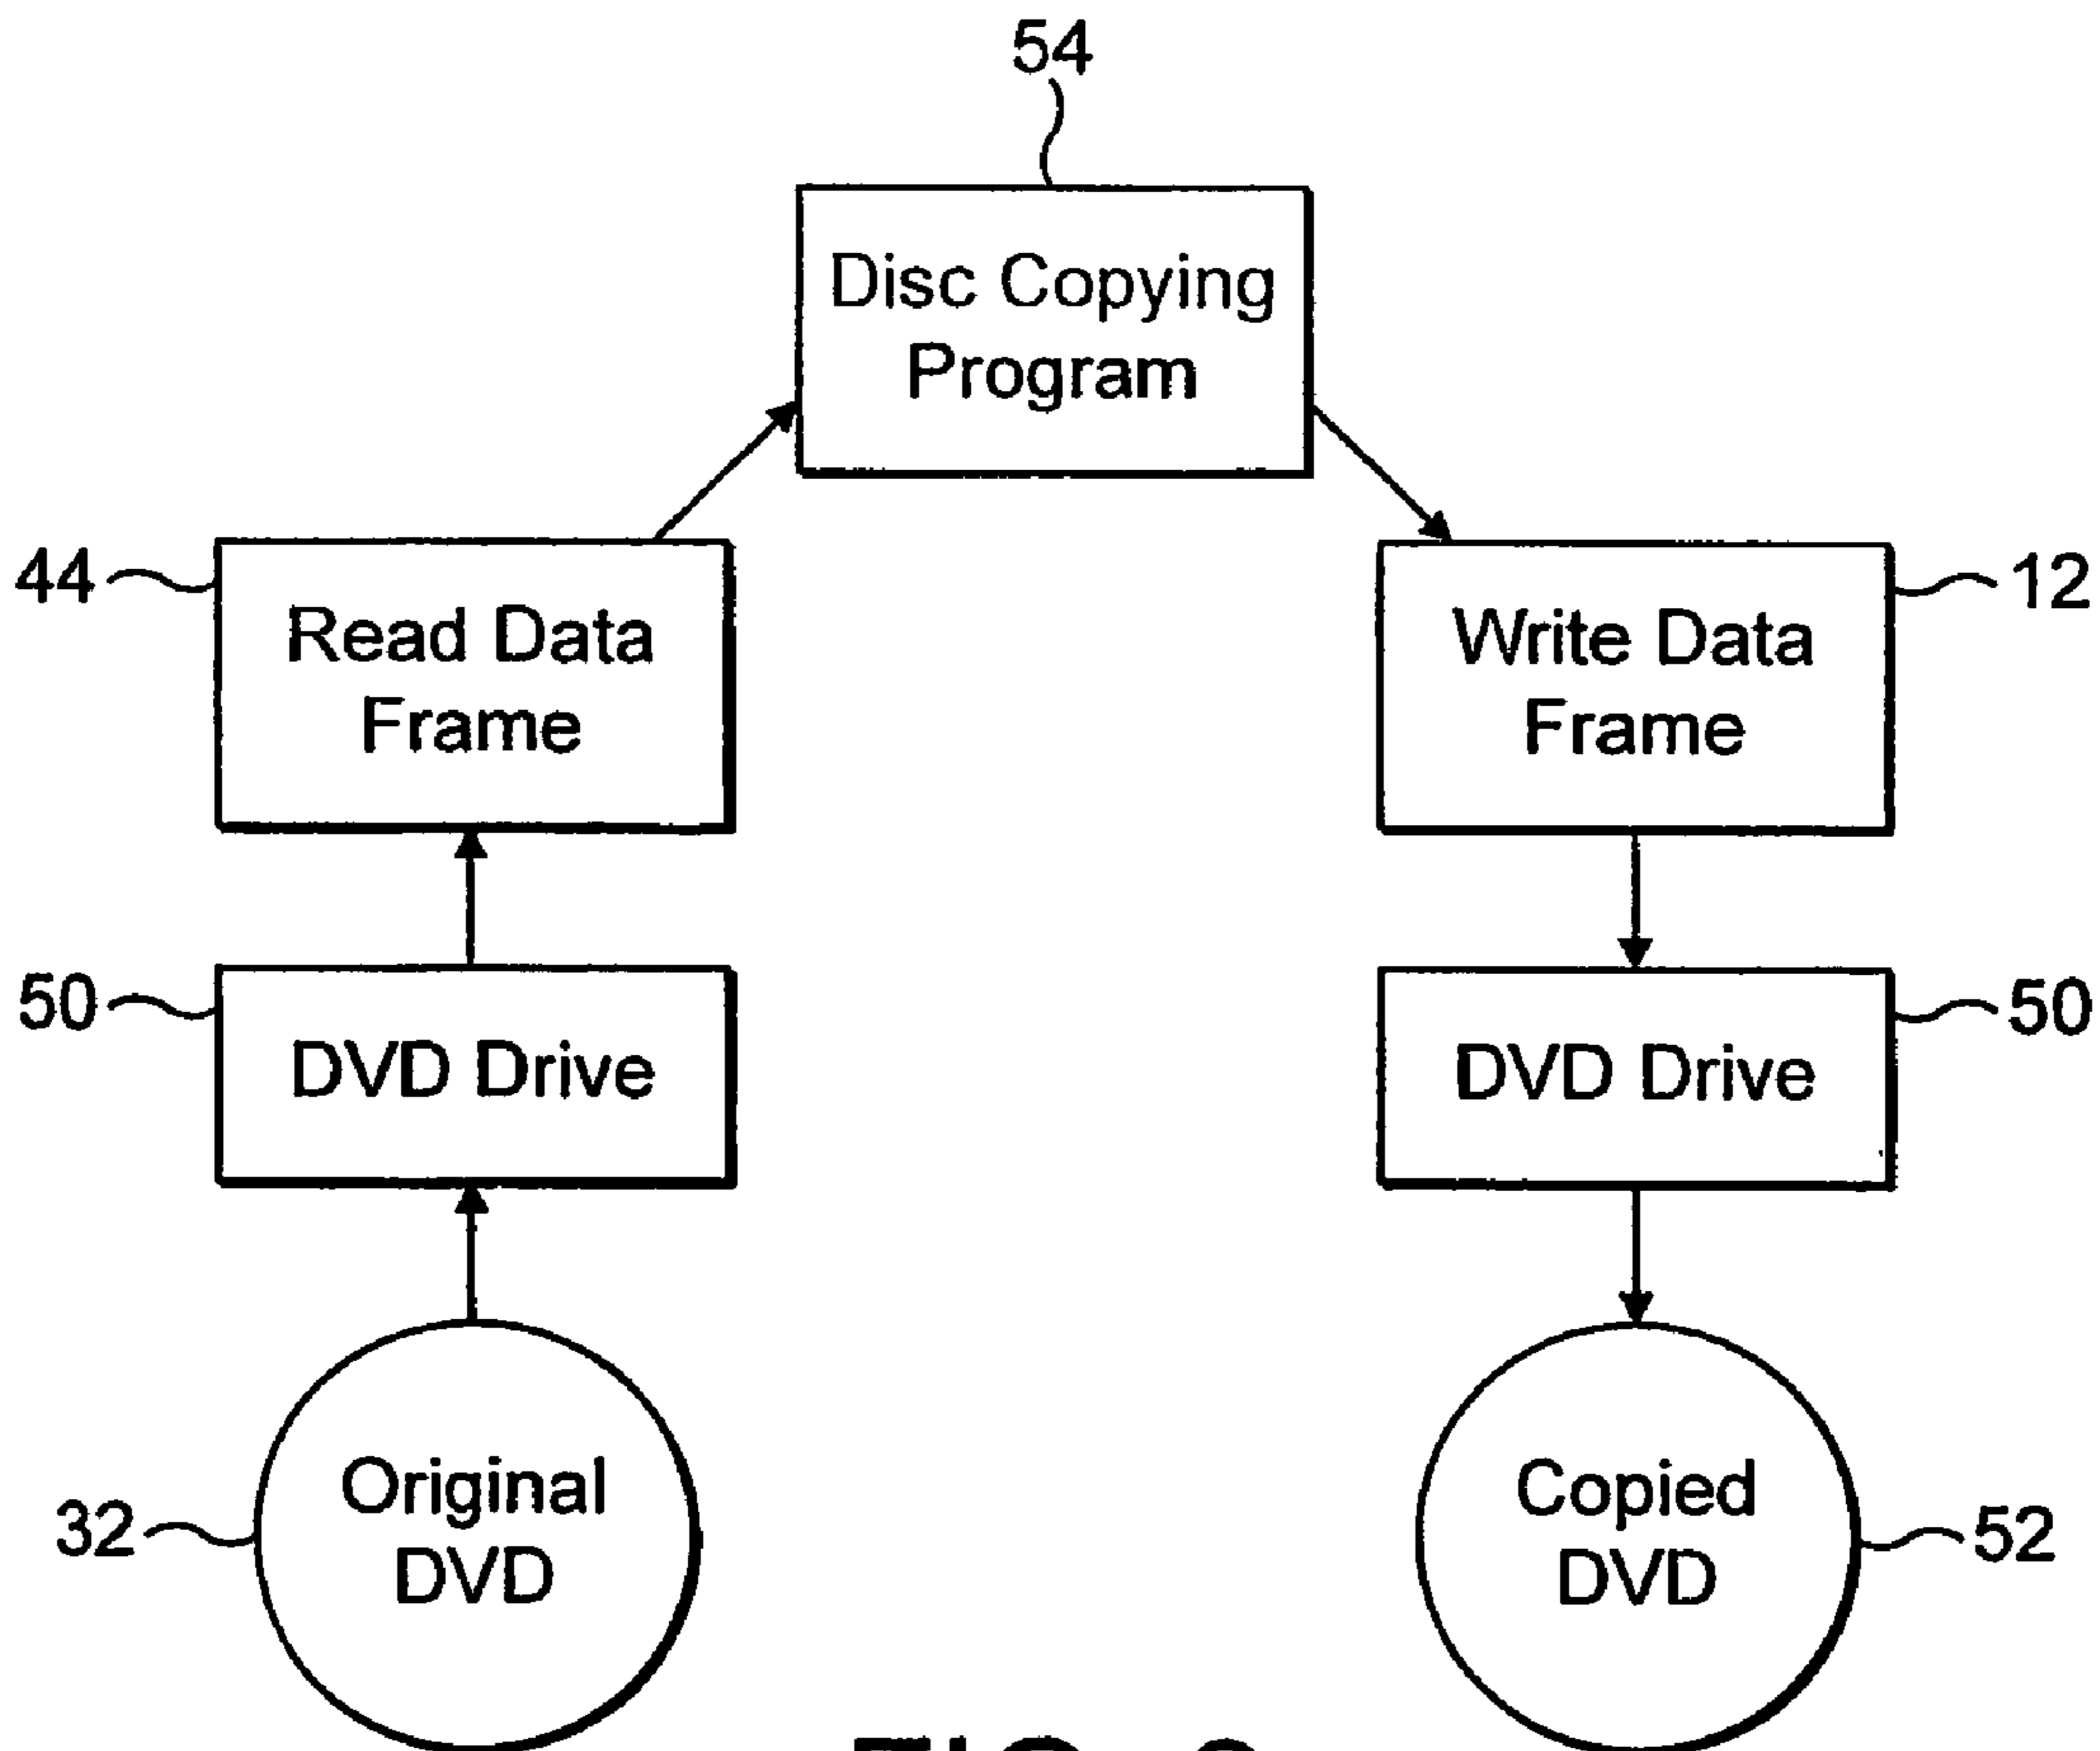 54
Disc Copying
Program
44
Read Data
Frame
Write Data
Frame
12
50
DVD Drive
DVD Drive
50
32
Original
DVD
Copied
DVD
52